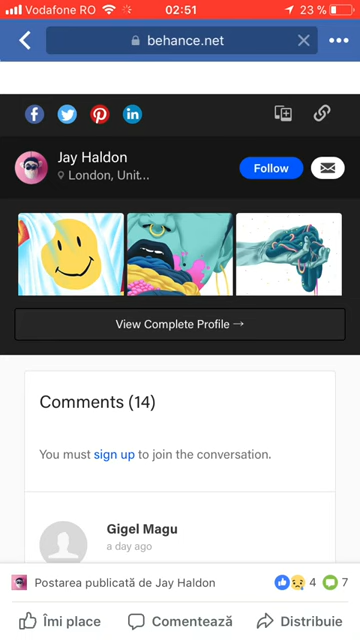 Vodafone RO
02:51
23 %
behance.net
Jay Haldon
London, Unit...
Follow
View Complete Profile →
Comments (14)
You must sign up to join the conversation.
Gigel Magu
a day ago
Postarea publicată de Jay Haldon
4
7
Îmi place
Comentează
Distribuie